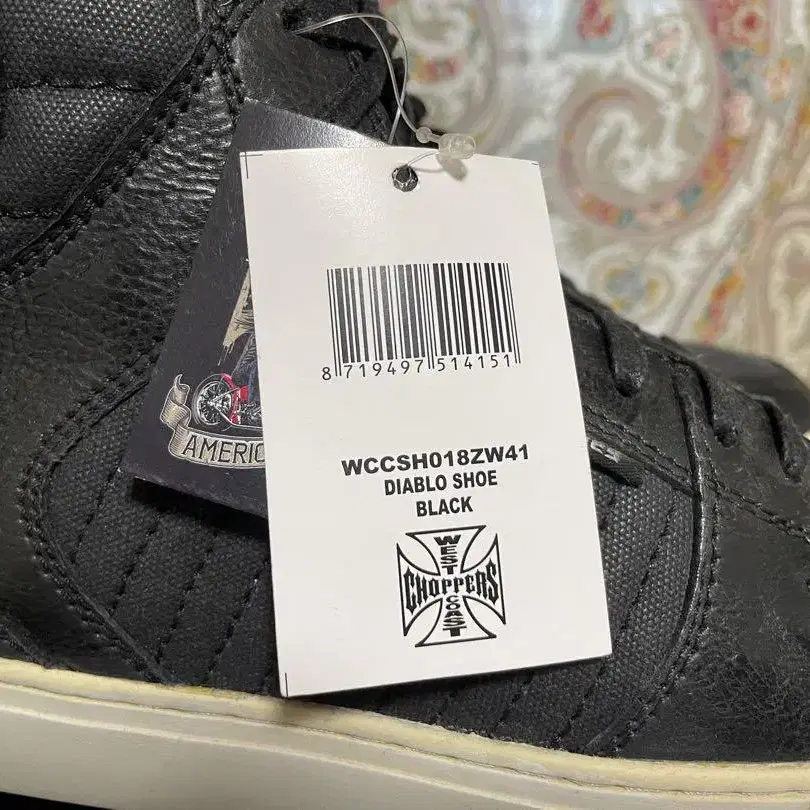 8 719497 514151
WCCSH018ZW41
DIABLO SHOE
BLACK
WEST
CHOPPERS
COAST
AMERIC